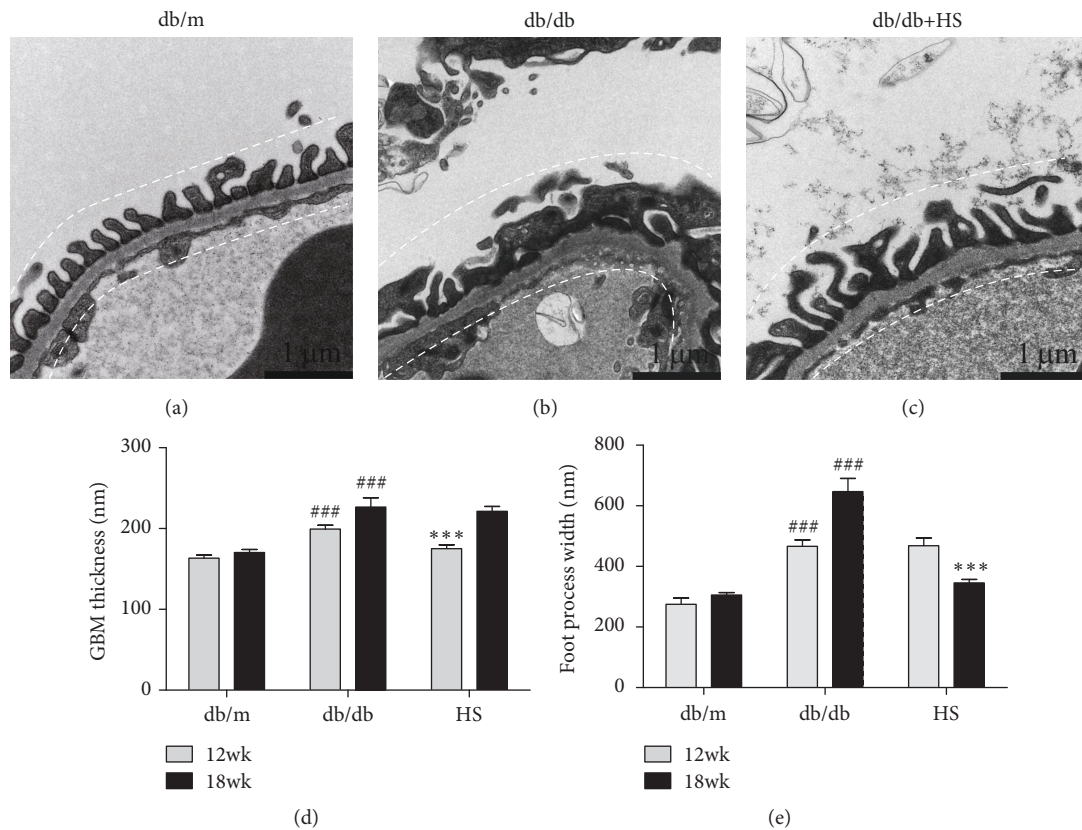 db/m
db/db
db/db+HS
1 μm
1 μm
1 μm
(a)
(b)
(c)
GBM thickness (nm)
300
200
100
0
###
###
***
db/m
db/db
HS
12wk
18wk
(d)
Foot process width (nm)
800
600
400
200
0
###
###
***
db/m
db/db
HS
12wk
18wk
(e)